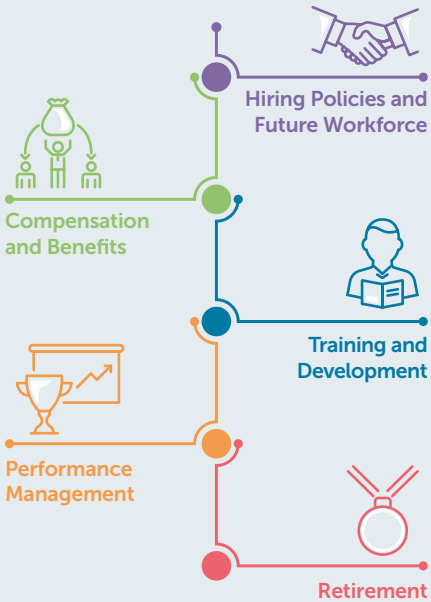 Hiring Policies and
Future Workforce
Compensation
and Benefits
Training and
Development
Performance
Management
Retirement